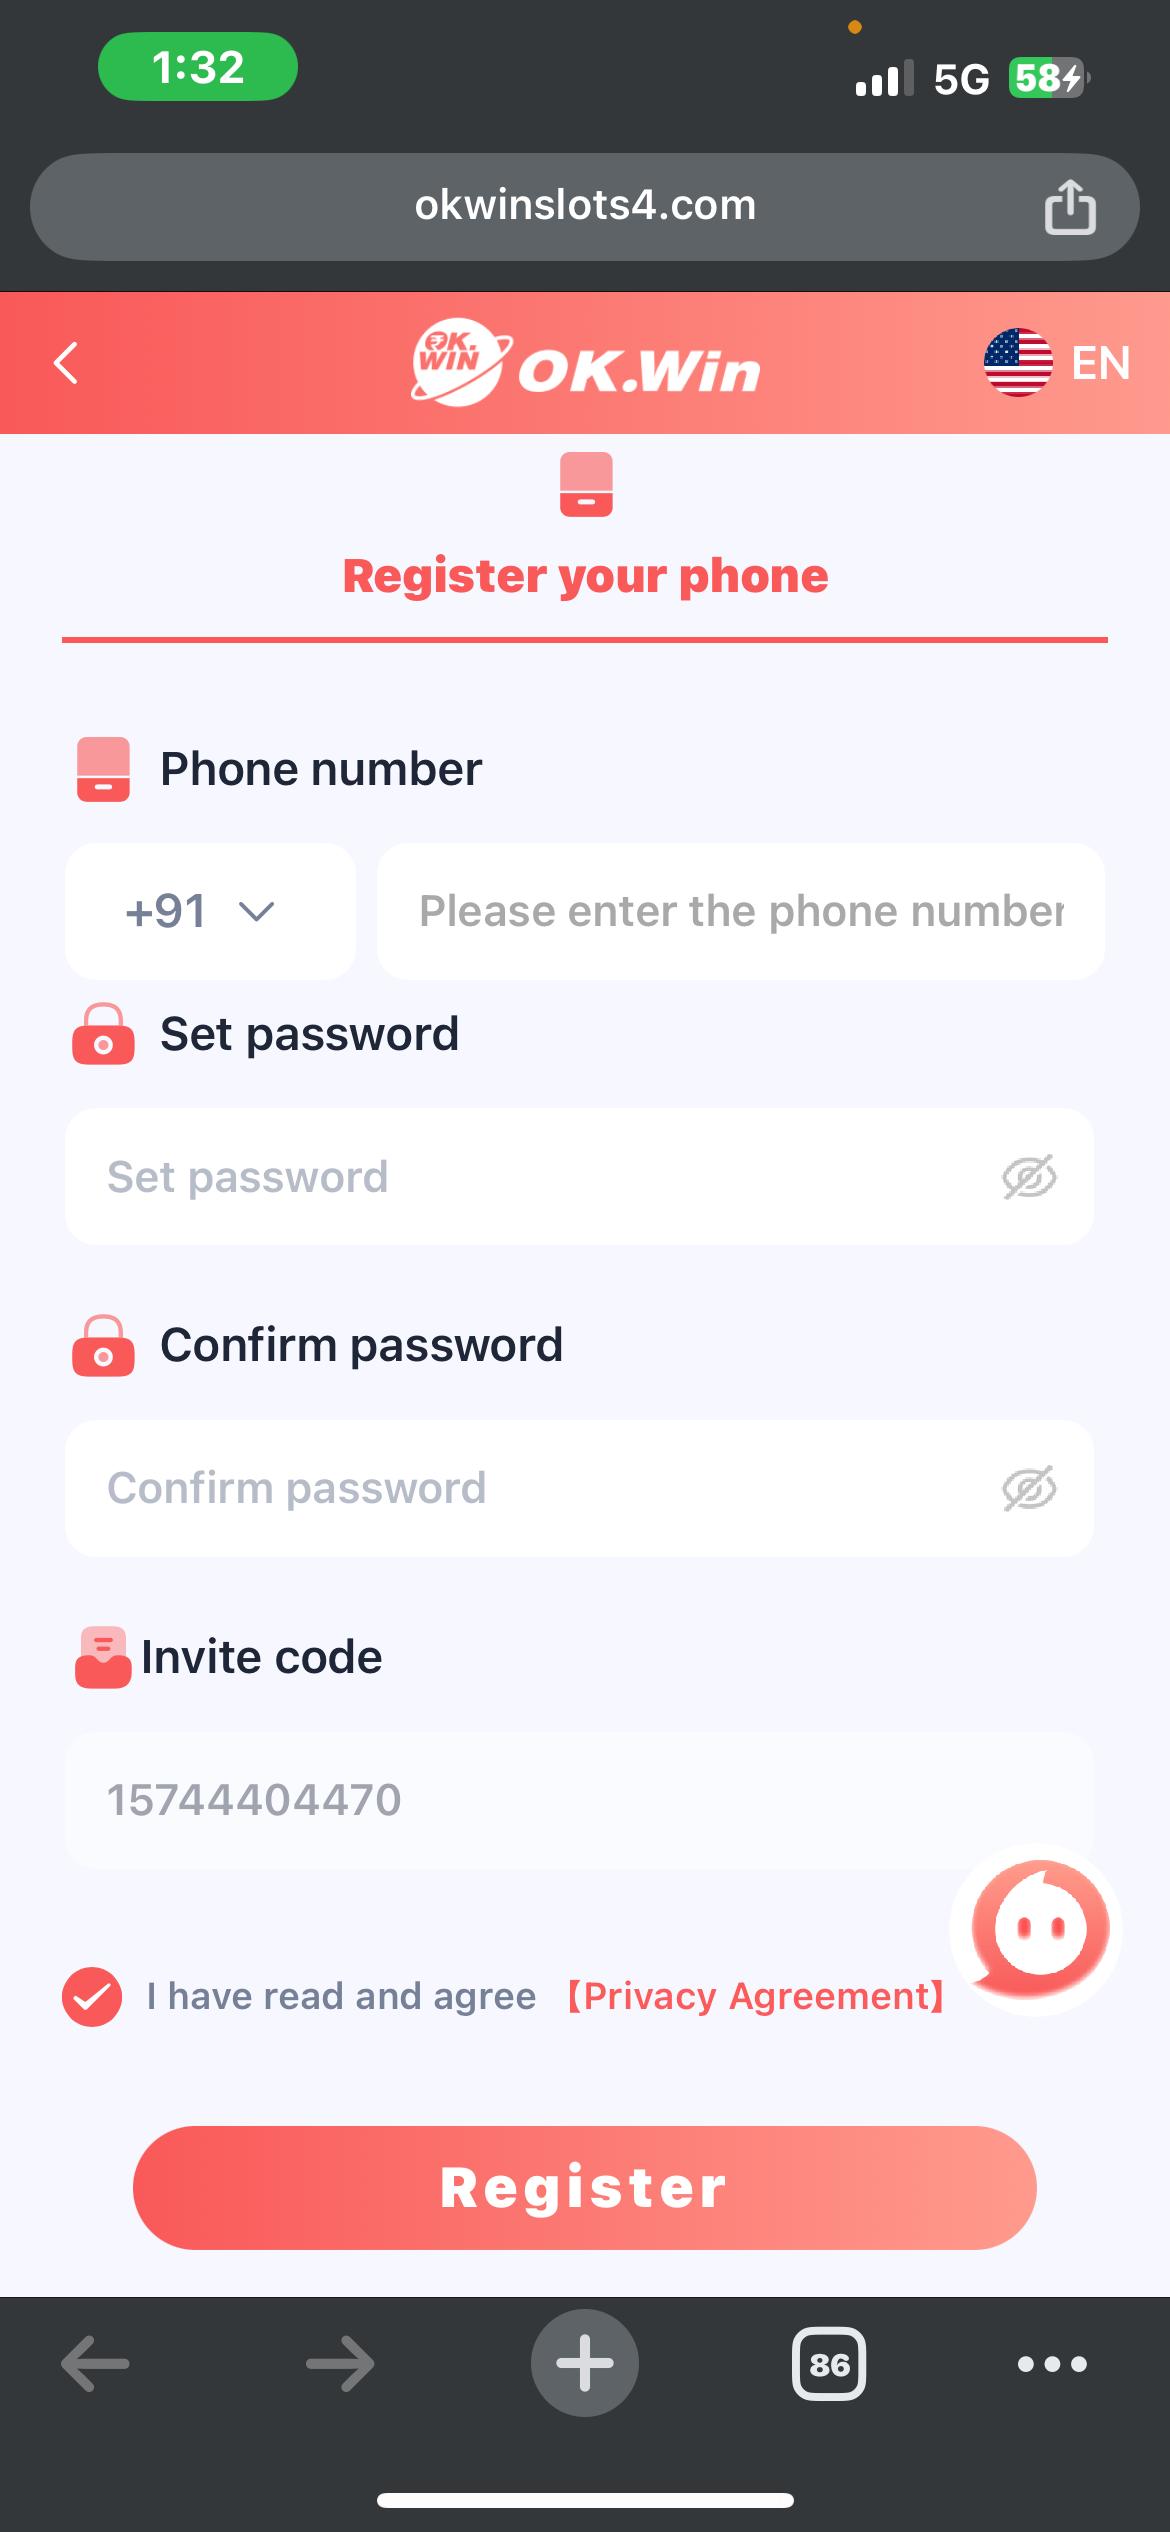 1:32
5G
58
okwinslots4.com
OK.
WIN
OK.Win
EN
Register your phone
Phone number
+91
Please enter the phone number
Set password
Set password
Confirm password
Confirm password
Invite code
15744404470
I have read and agree 【Privacy Agreement】
Register
86